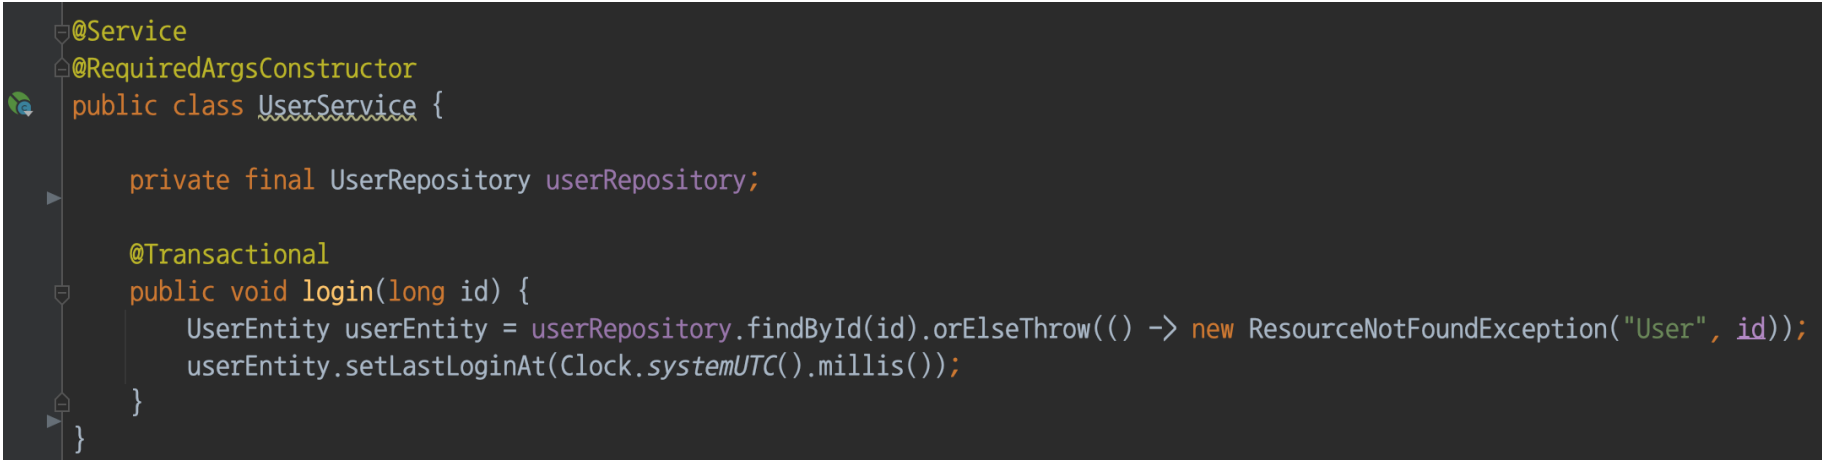 @Service
@RequiredArgsConstructor
public class UserService {
private final UserRepository userRepository;
@Transactional
public void login(long id) {
UserEntity userEntity = userRepository.findById(id).orElseThrow(() -> new ResourceNotFoundException("User", id));
userEntity.setLastLoginAt(Clock.systemUTC().millis());
}
}